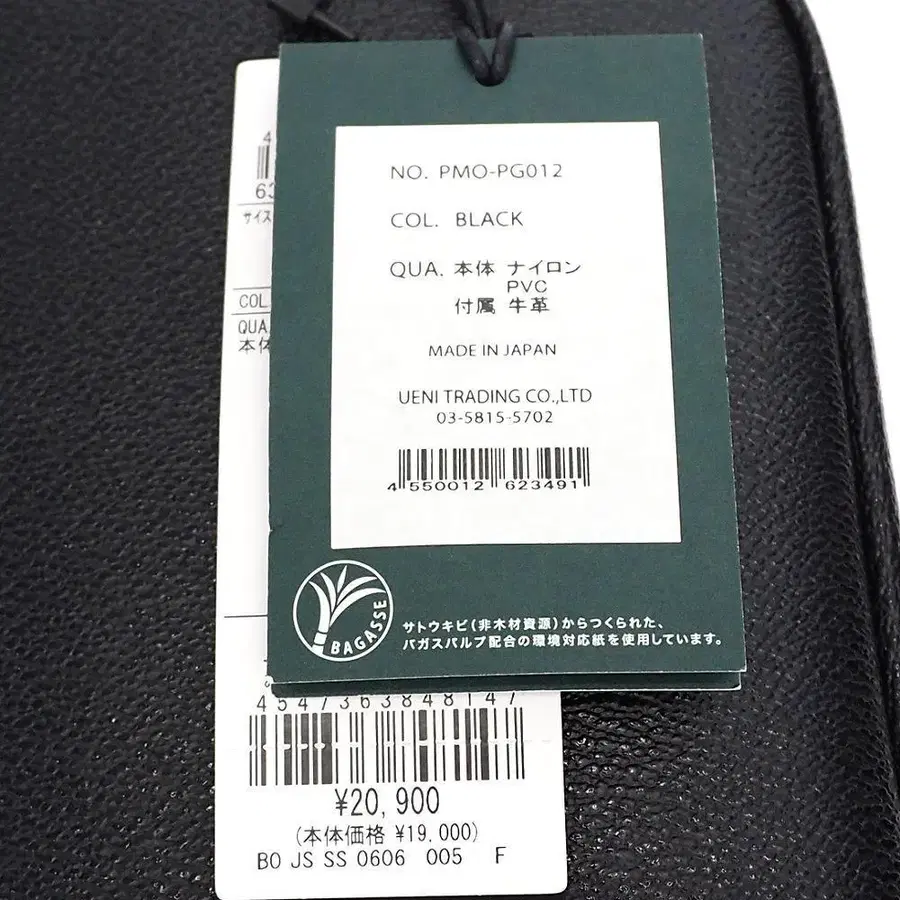 NO. PMO-PG012
COL. BLACK
QUA. 本体 ナイロン
PVC
付属 牛革
MADE IN JAPAN
UENI TRADING CO.,LTD
03-5815-5702
4 550012 623491
BAGASSE
サトウキビ(非木材資源)からつくられた、
バガスパルプ配合の環境対応紙を使用しています。
4
63
サイズ
COL.
QUA
本体
4547363848147
¥20,900
(本体価格 ¥19,000)
BO JS SS 0606 005 F